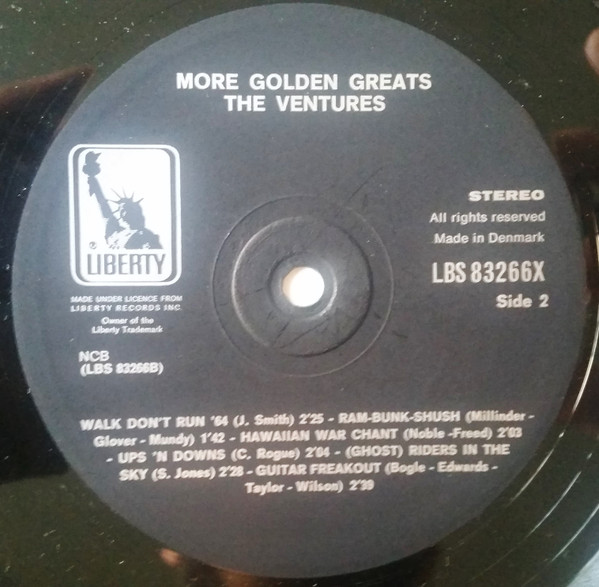 MORE GOLDEN GREATS
THE VENTURES
LIBERTY
MADE UNDER LICENCE FROM
LIBERTY RECORDS INC.
Owner of the
Liberty Trademark
NCB
(LBS 83266B)
STEREO
All rights reserved
Made in Denmark
LBS 83266X
Side 2
WALK DON'T RUN '64 (J. Smith) 2'25 - RAM-BUNK-SHUSH (Millinder -
Glover - Mundy) 1'42 - HAWAIIAN WAR CHANT (Noble -Freed) 2'03
- UPS 'N DOWNS (C. Rogue) 2'04 - (GHOST) RIDERS IN THE
SKY (S. Jones) 2'28 - GUITAR FREAKOUT (Bogle - Edwards -
Taylor - Wilson) 2'39